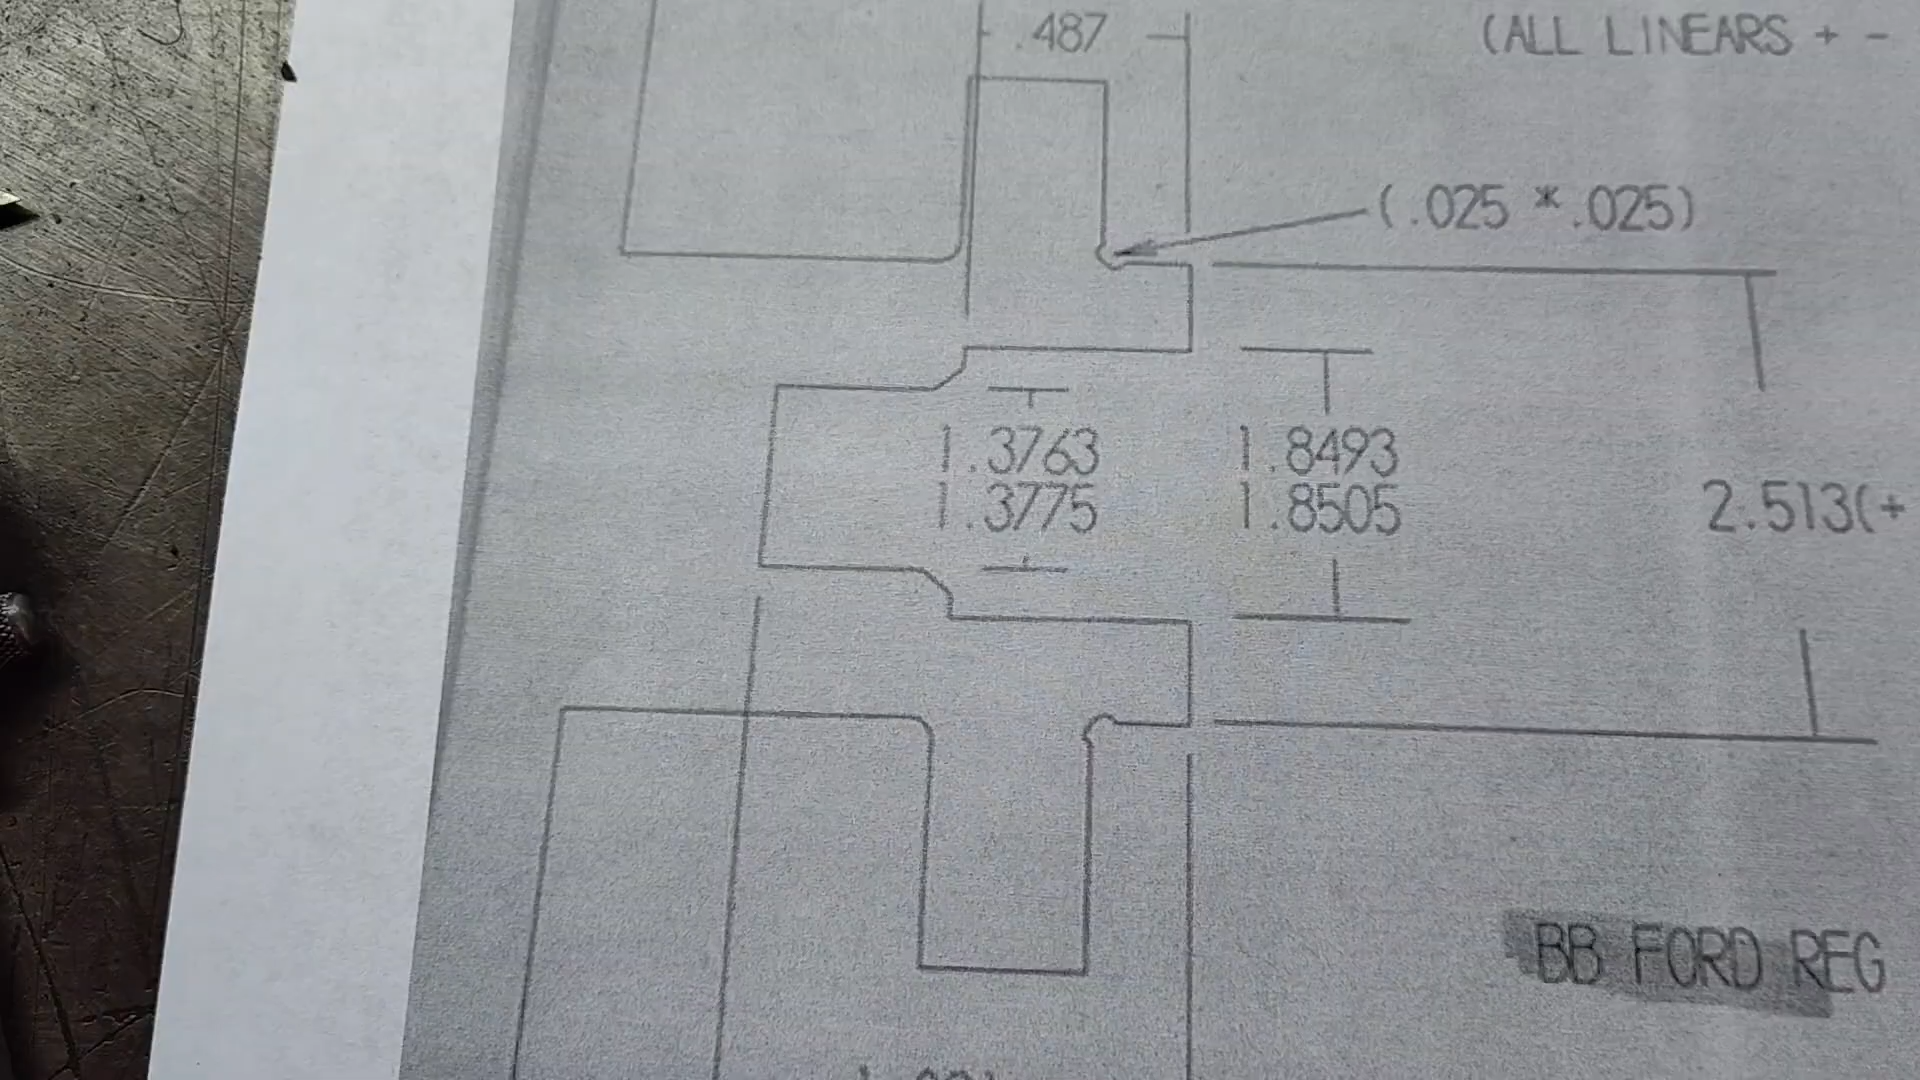 .487
(ALL LINEARS + -
(.025 * .025)
1.3763
1.3775
1.8493
1.8505
2.513(+
BB FORD REG